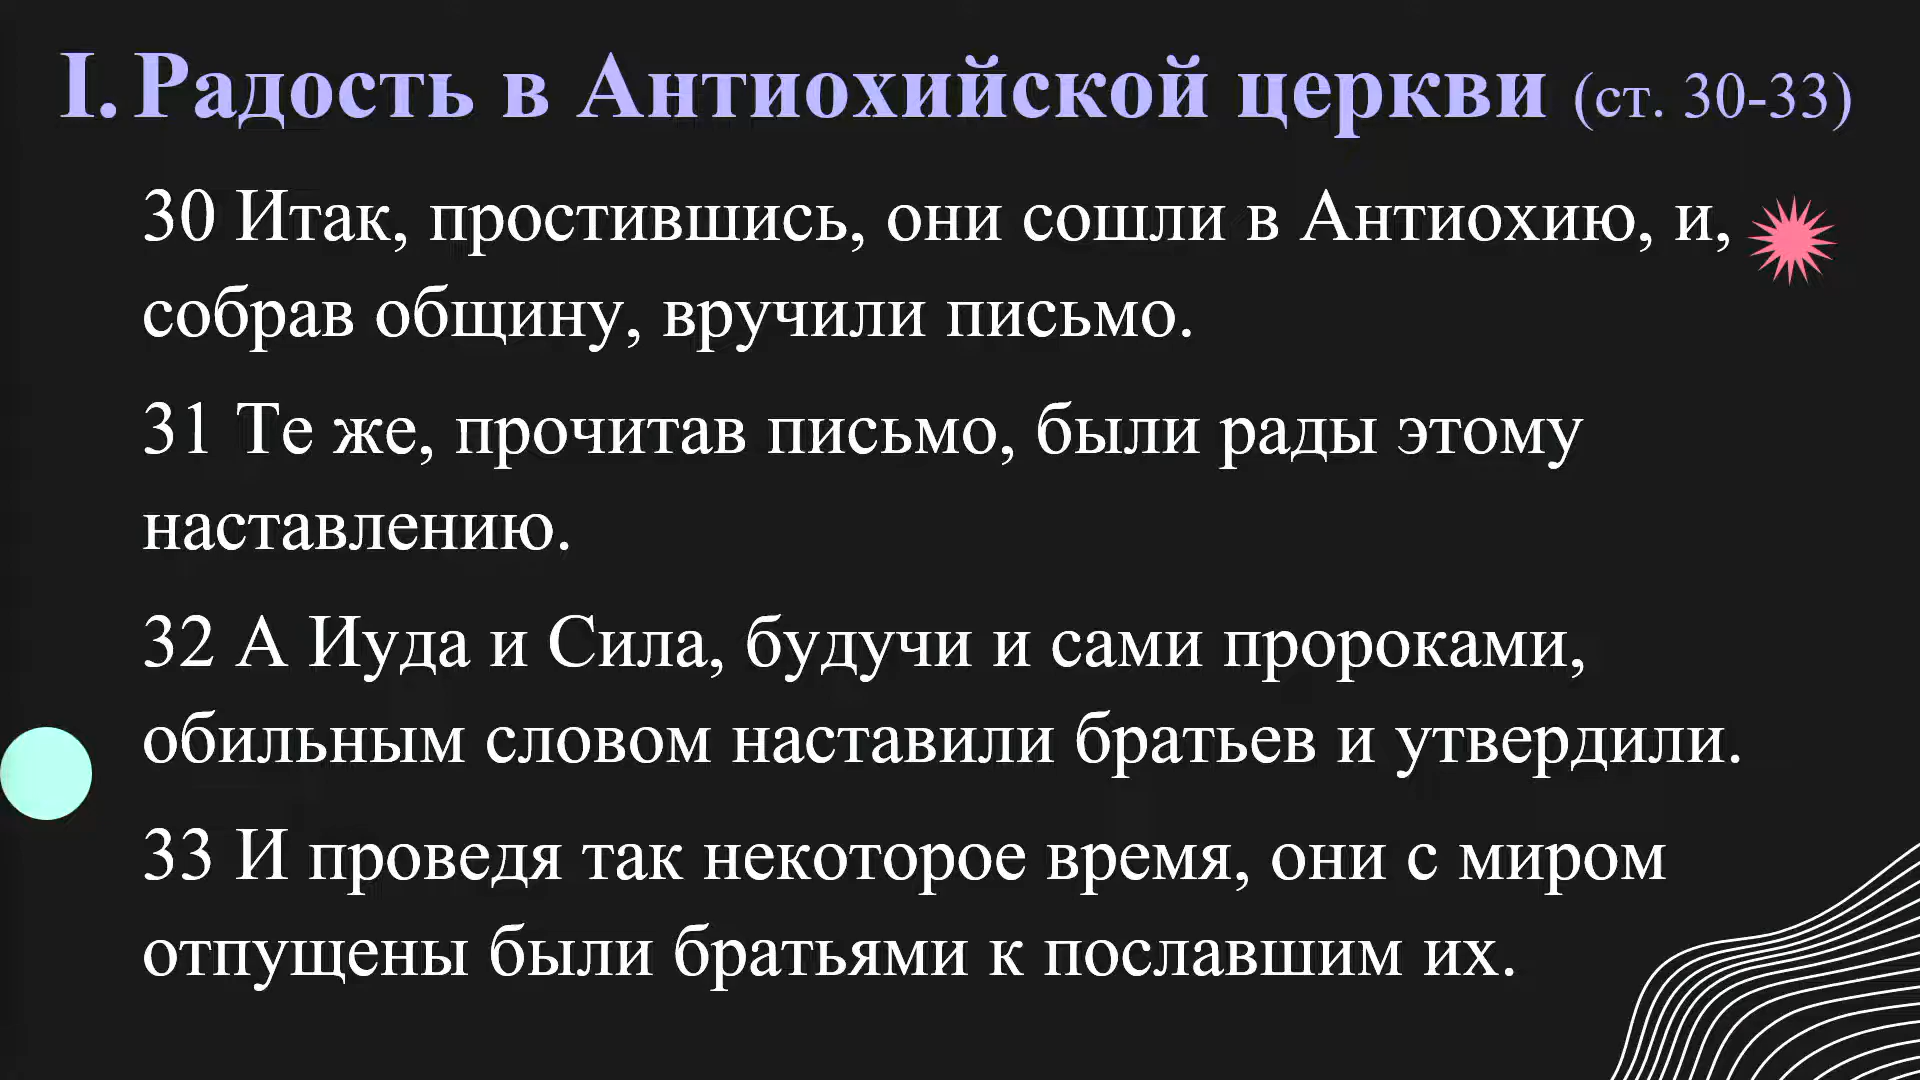 I. Радость в Антиохийской церкви (ст. 30-33)
30 Итак, простившись, они сошли в Антиохию, и,
собрав общину, вручили письмо.
31 Те же, прочитав письмо, были рады этому
наставлению.
32 А Иуда и Сила, будучи и сами пророками,
обильным словом наставили братьев и утвердили.
33 И проведя так некоторое время, они с миром
отпущены были братьями к пославшим их.